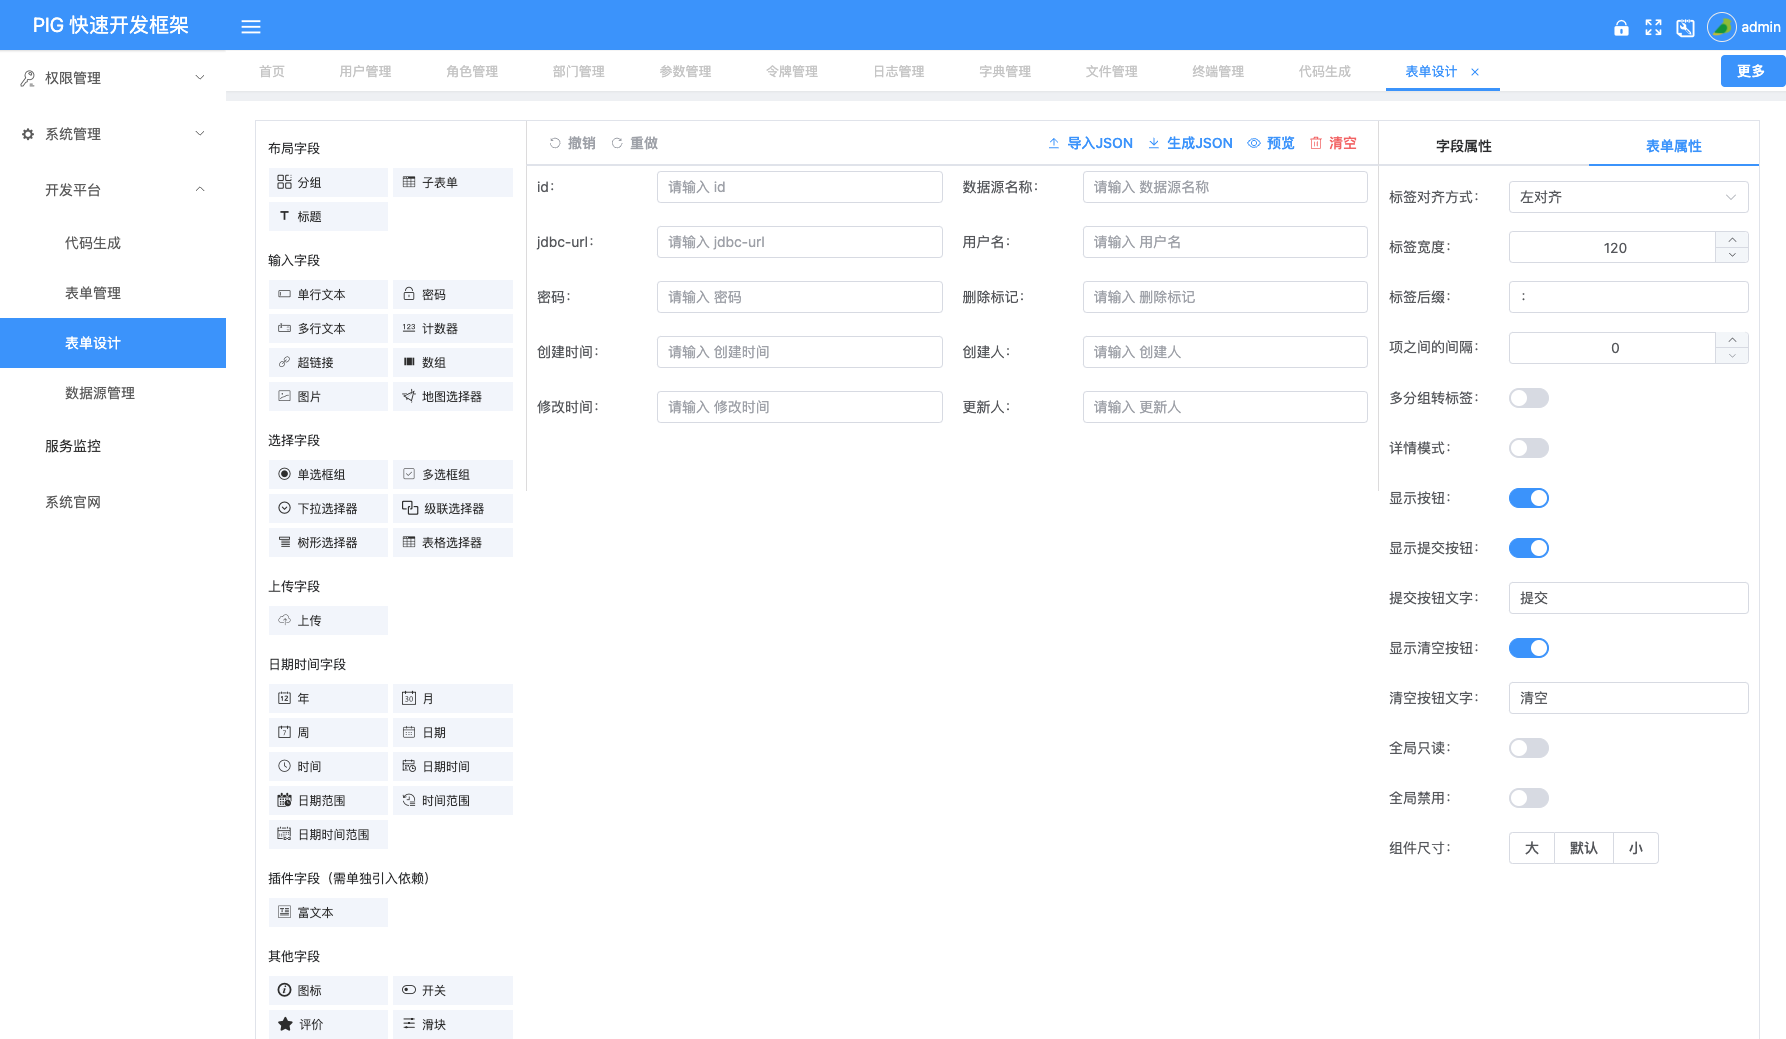 PIG 快速开发框架
admin
权限管理
系统管理
开发平台
代码生成
表单管理
表单设计
数据源管理
服务监控
系统官网
首页 用户管理 角色管理 部门管理 参数管理 令牌管理 日志管理 字典管理 文件管理 终端管理 代码生成 表单设计 更多
布局字段
分组 子表单
标题
输入字段
单行文本 密码
多行文本 计数器
超链接 数组
图片 地图选择器
选择字段
单选框组 多选框组
下拉选择器 级联选择器
树形选择器 表格选择器
上传字段
上传
日期时间字段
年 月
周 日期
时间 日期时间
日期范围 时间范围
日期时间范围
插件字段（需单独引入依赖）
富文本
其他字段
图标 开关
评价 滑块
撤销 重做 导入JSON 生成JSON 预览 清空
id： 请输入 id 数据源名称： 请输入 数据源名称
jdbc-url： 请输入 jdbc-url 用户名： 请输入 用户名
密码： 请输入 密码 删除标记： 请输入 删除标记
创建时间： 请输入 创建时间 创建人： 请输入 创建人
修改时间： 请输入 修改时间 更新人： 请输入 更新人
字段属性 表单属性
标签对齐方式： 左对齐
标签宽度： 120
标签后缀： ：
项之间的间隔： 0
多分组转标签：
详情模式：
显示按钮：
显示提交按钮：
提交按钮文字： 提交
显示清空按钮：
清空按钮文字： 清空
全局只读：
全局禁用：
组件尺寸： 大 默认 小